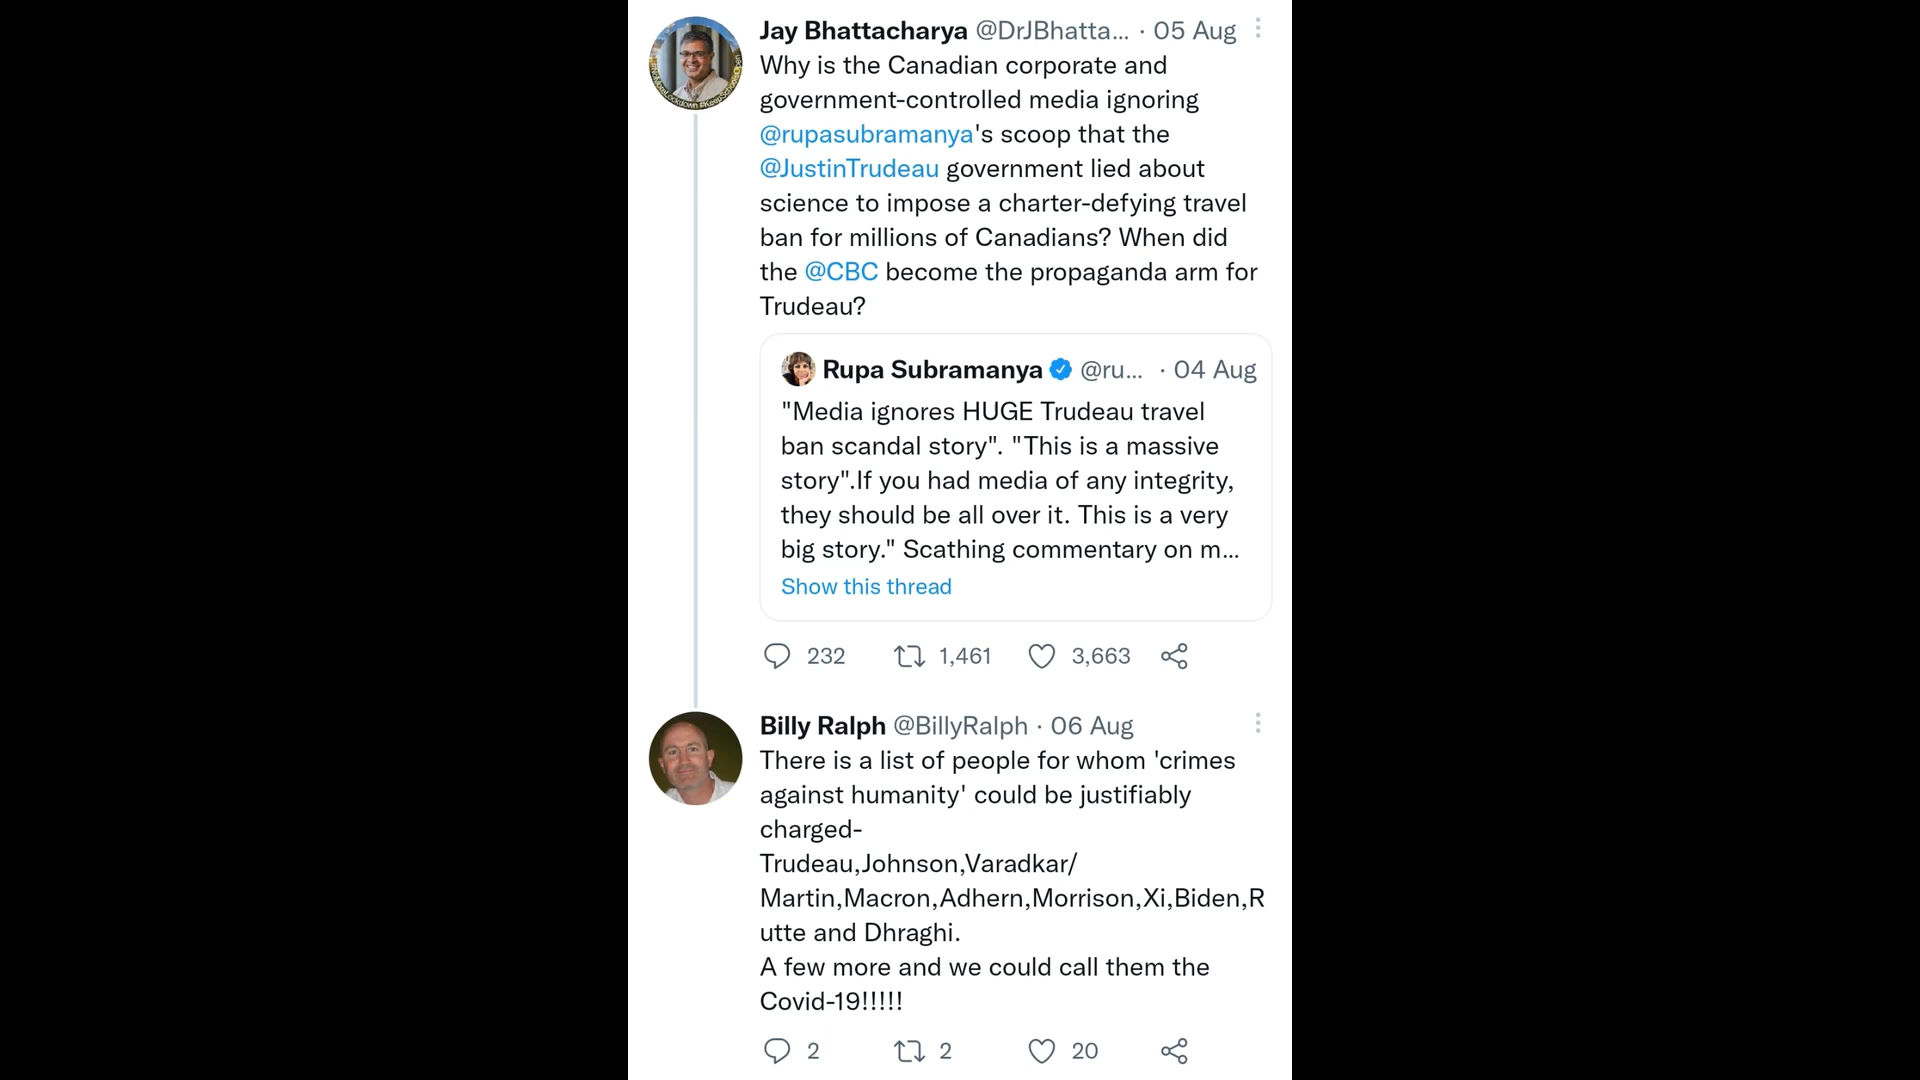 Jay Bhattacharya @DrJBhatta... · 05 Aug
Why is the Canadian corporate and
government-controlled media ignoring
@rupasubramanya's scoop that the
@JustinTrudeau government lied about
science to impose a charter-defying travel
ban for millions of Canadians? When did
the @CBC become the propaganda arm for
Trudeau?
Rupa Subramanya @ru... · 04 Aug
"Media ignores HUGE Trudeau travel
ban scandal story". "This is a massive
story".If you had media of any integrity,
they should be all over it. This is a very
big story." Scathing commentary on m...
Show this thread
232 1,461 3,663
Billy Ralph @BillyRalph · 06 Aug
There is a list of people for whom 'crimes
against humanity' could be justifiably
charged-
Trudeau,Johnson,Varadkar/
Martin,Macron,Adhern,Morrison,Xi,Biden,R
utte and Dhraghi.
A few more and we could call them the
Covid-19!!!!!
2 2 20